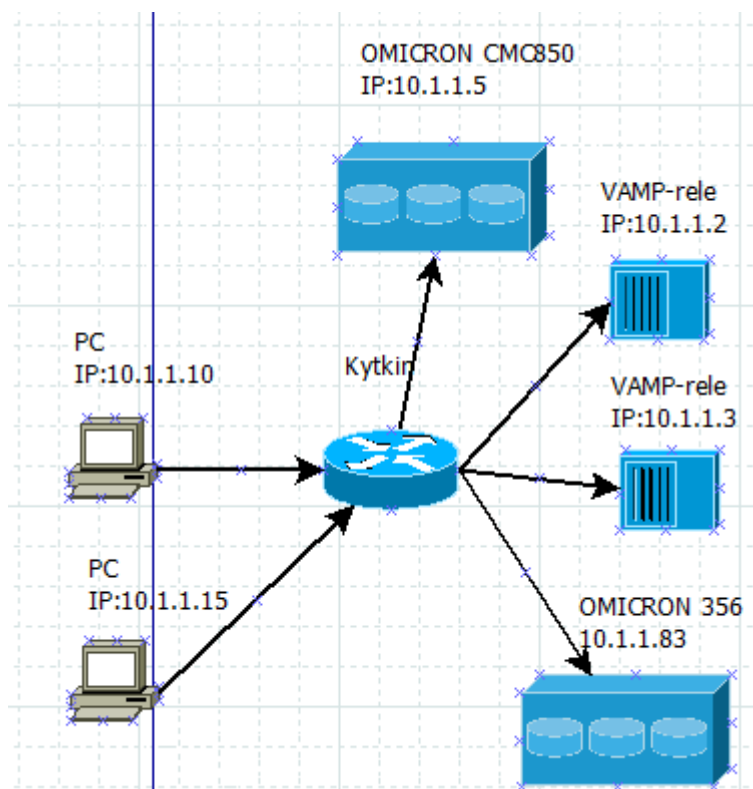 OMICRON CMC850
IP:10.1.1.5
VAMP-rele
IP:10.1.1.2
PC
IP:10.1.1.10
Kytkin
VAMP-rele
IP:10.1.1.3
PC
IP:10.1.1.15
OMICRON 356
10.1.1.83